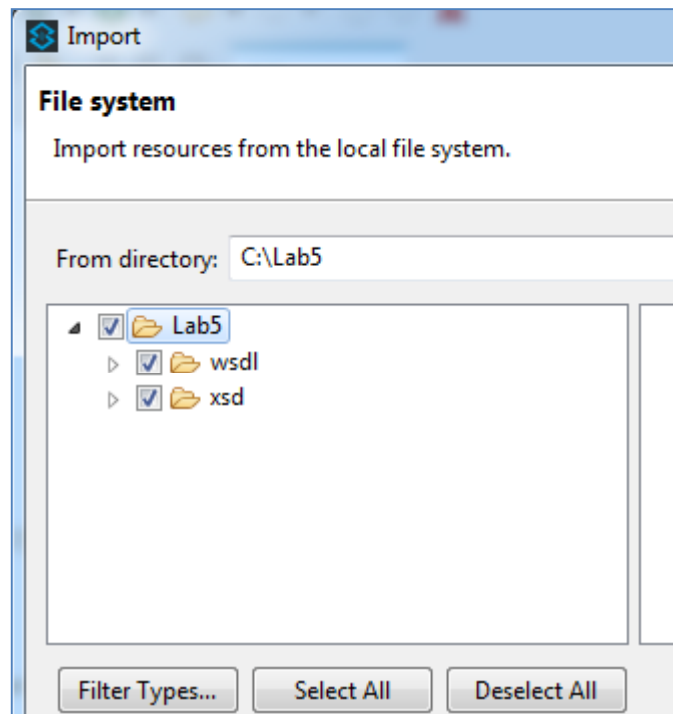 Import
File system
Import resources from the local file system.
From directory: C:\Lab5
Lab5
wsdl
xsd
Filter Types... Select All Deselect All